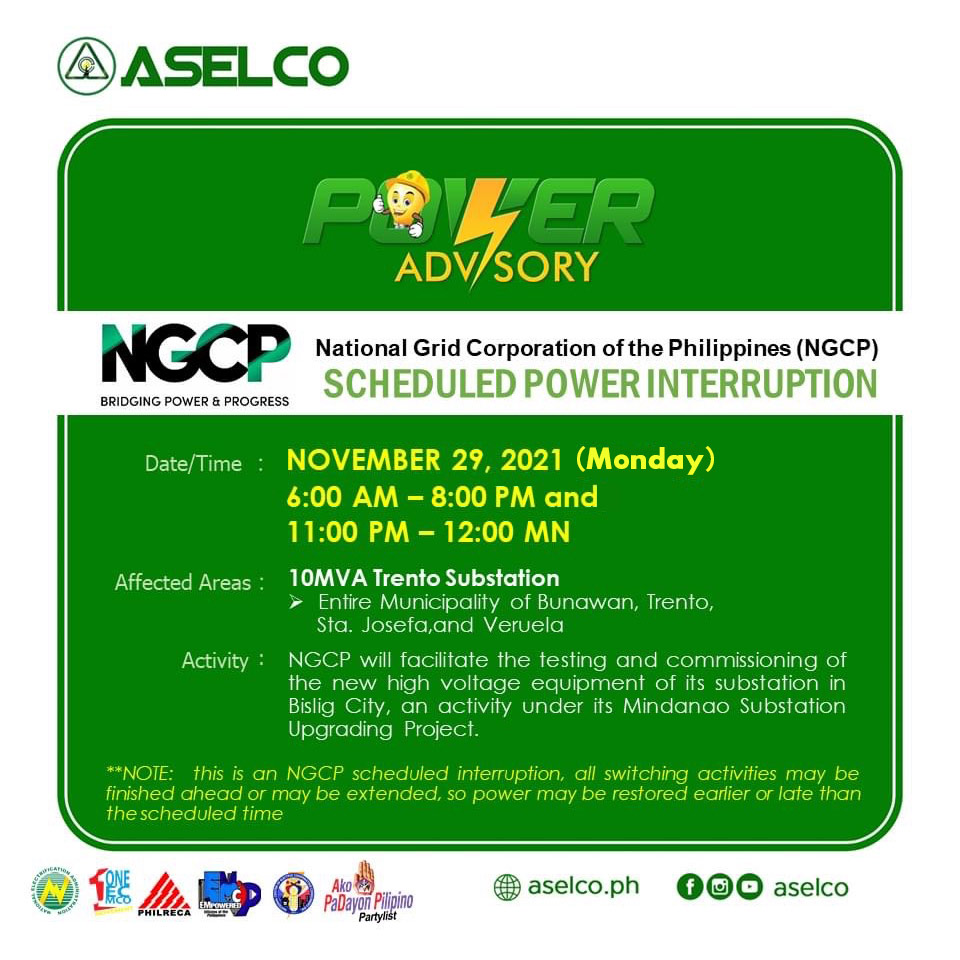 ASELCO
POWER
ADVISORY
NGCP
BRIDGING POWER & PROGRESS
National Grid Corporation of the Philippines (NGCP)
SCHEDULED POWER INTERRUPTION
Date/Time : NOVEMBER 29, 2021 (Monday)
6:00 AM – 8:00 PM and
11:00 PM – 12:00 MN
Affected Areas : 10MVA Trento Substation
➢ Entire Municipality of Bunawan, Trento,
Sta. Josefa,and Veruela
Activity : NGCP will facilitate the testing and commissioning of
the new high voltage equipment of its substation in
Bislig City, an activity under its Mindanao Substation
Upgrading Project.
**NOTE: this is an NGCP scheduled interruption, all switching activities may be
finished ahead or may be extended, so power may be restored earlier or late than
the scheduled time
NATIONAL ELECTRIFICATION ADMINISTRATION
1ONE
EC
MCO
PHILRECA
EMPOWERED
Ako
PaDayon Pilipino
Partylist
aselco.ph
aselco